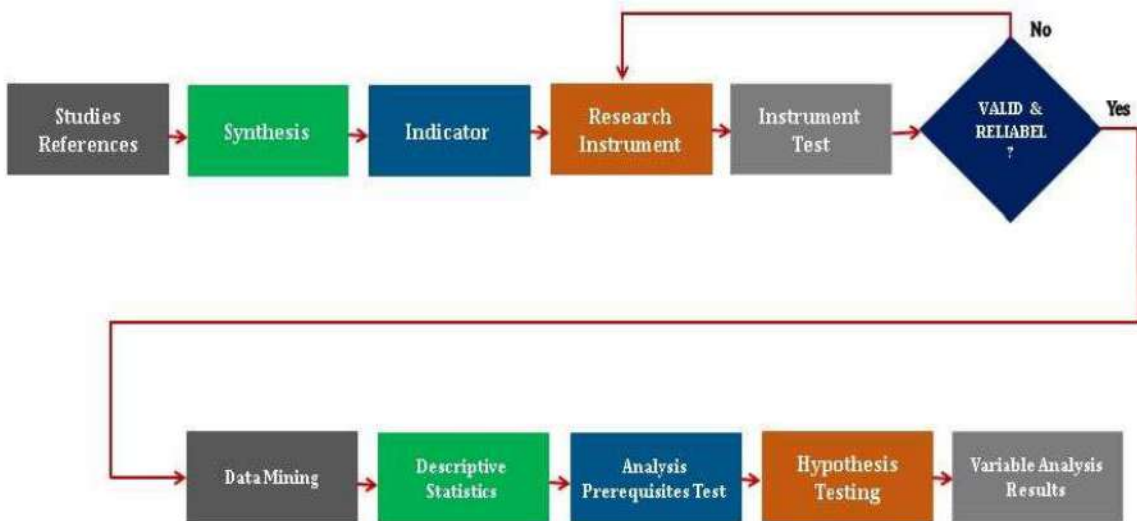 No
Studies
References
Synthesis
Indicator
Research
Instrument
Instrument
Test
VALID &
RELIABEL
?
Yes
Data Mining
Descriptive
Statistics
Analysis
Prerequisites Test
Hypothesis
Testing
Variable Analysis
Results